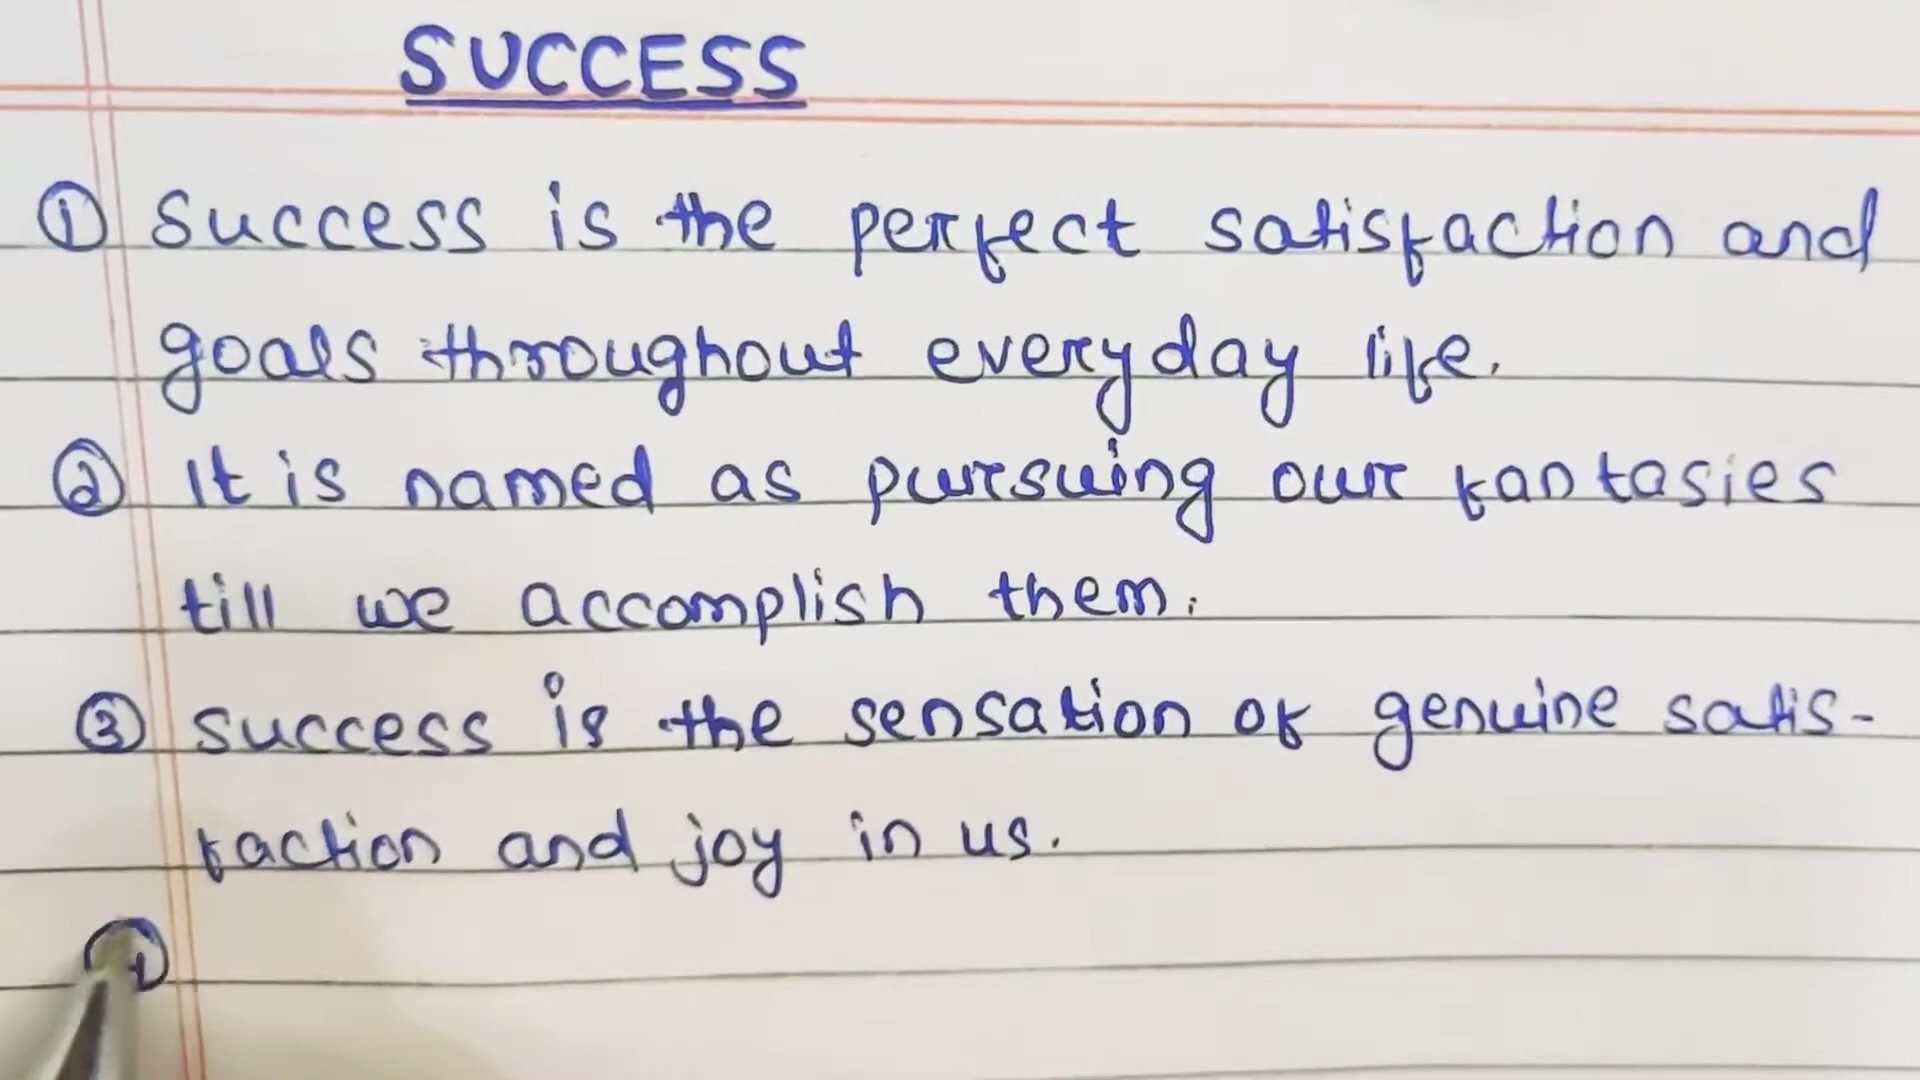 SUCCESS
① Success is the perfect satisfaction and
goals throughout everyday life.
② It is named as pursuing our fantasies
till we accomplish them.
③ Success is the sensation of genuine satis-
faction and joy in us.
④